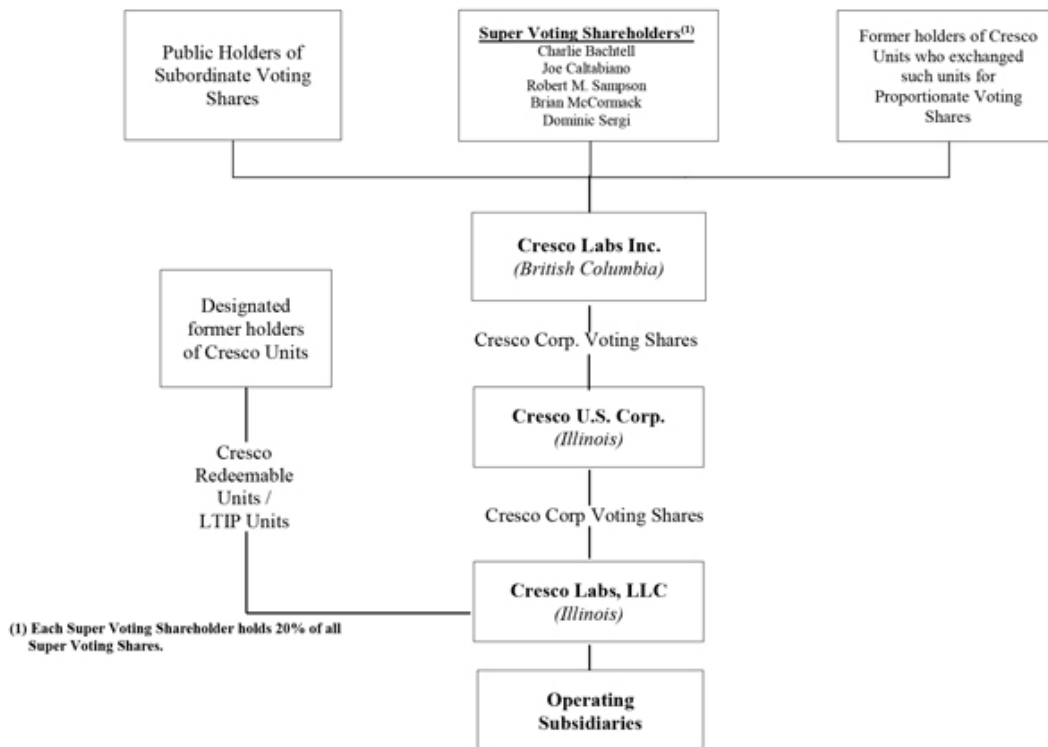 Public Holders of
Subordinate Voting
Shares
Super Voting Shareholders(1)
Charlie Bachtell
Joe Caltabiano
Robert M. Sampson
Brian McCormack
Dominic Sergi
Former holders of Cresco
Units who exchanged
such units for
Proportionate Voting
Shares
Cresco Labs Inc.
(British Columbia)
Designated
former holders
of Cresco Units
Cresco Corp. Voting Shares
Cresco U.S. Corp.
(Illinois)
Cresco
Redeemable
Units /
LTIP Units
Cresco Corp Voting Shares
Cresco Labs, LLC
(Illinois)
(1) Each Super Voting Shareholder holds 20% of all
Super Voting Shares.
Operating
Subsidiaries